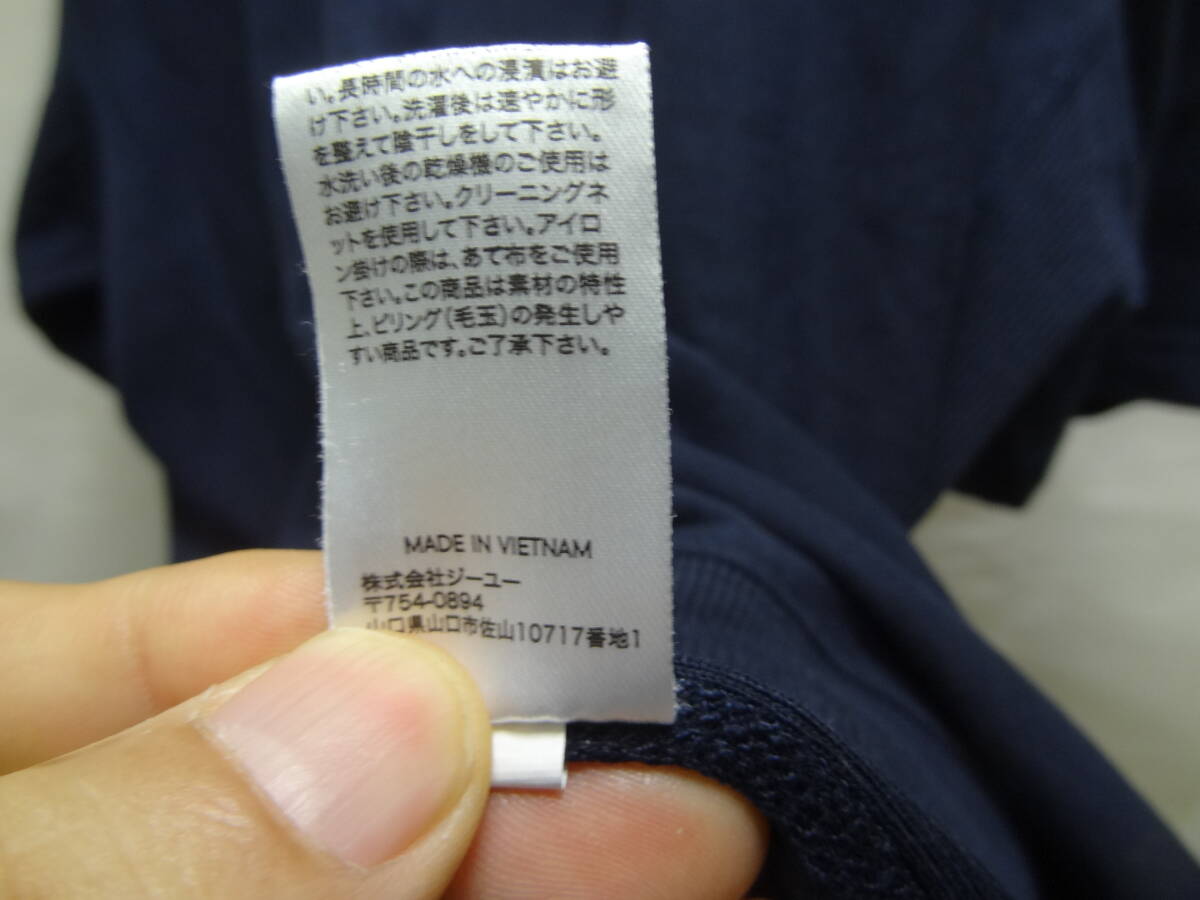 い。長時間の水への浸漬はお避
け下さい。洗濯後は速やかに形
を整えて陰干しをして下さい。
水洗い後の乾燥機のご使用は
お避け下さい。クリーニングネ
ットを使用して下さい。アイロ
ン掛けの際は、あて布をご使用
下さい。この商品は素材の特性
上、ピリング(毛玉)の発生しや
すい商品です。ご了承下さい。
MADE IN VIETNAM
株式会社ジーユー
〒754-0894
山口県山口市佐山10717番地1